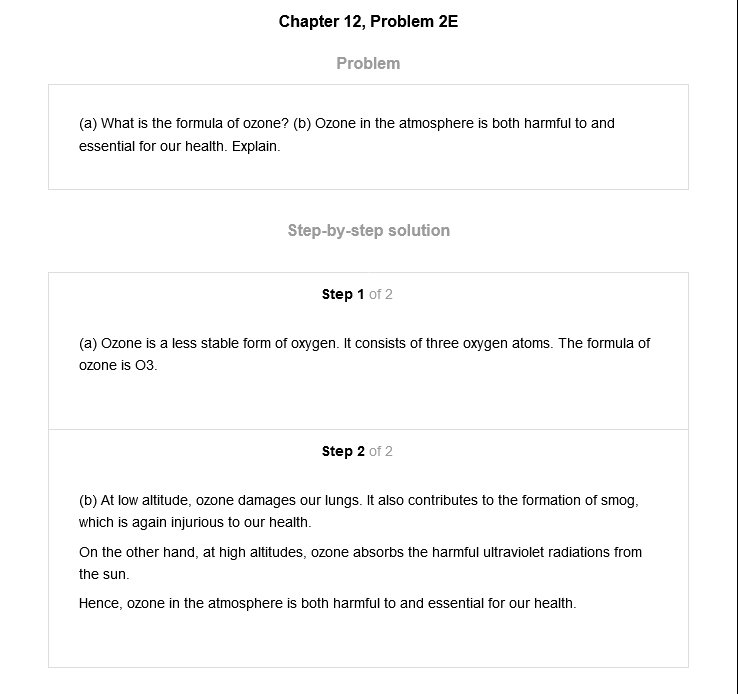 Chapter 12, Problem 2E
Problem
(a) What is the formula of ozone? (b) Ozone in the atmosphere is both harmful to and
essential for our health. Explain.
Step-by-step solution
Step 1 of 2
(a) Ozone is a less stable form of oxygen. It consists of three oxygen atoms. The formula of
ozone is O3.
Step 2 of 2
(b) At low altitude, ozone damages our lungs. It also contributes to the formation of smog,
which is again injurious to our health.
On the other hand, at high altitudes, ozone absorbs the harmful ultraviolet radiations from
the sun.
Hence, ozone in the atmosphere is both harmful to and essential for our health.